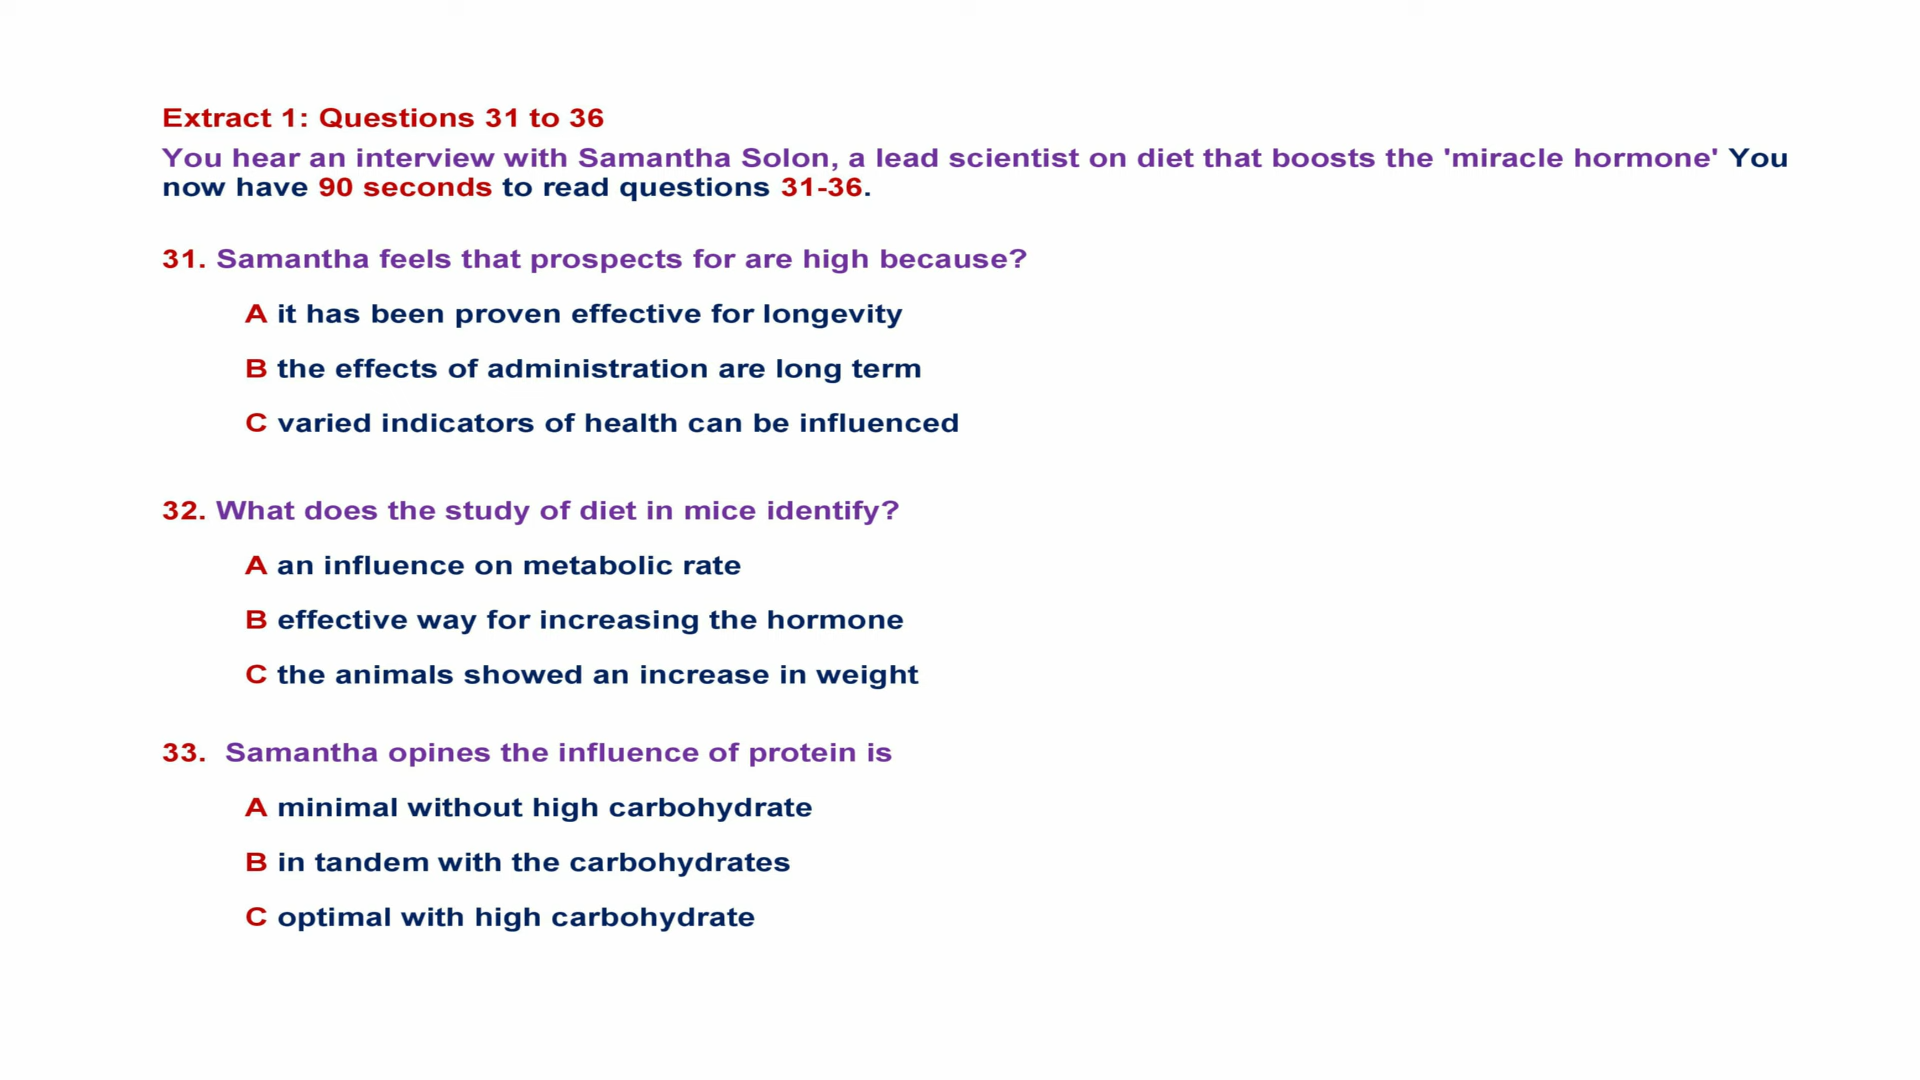 Extract 1: Questions 31 to 36
You hear an interview with Samantha Solon, a lead scientist on diet that boosts the 'miracle hormone' You
now have 90 seconds to read questions 31-36.
31. Samantha feels that prospects for are high because?
A it has been proven effective for longevity
B the effects of administration are long term
C varied indicators of health can be influenced
32. What does the study of diet in mice identify?
A an influence on metabolic rate
B effective way for increasing the hormone
C the animals showed an increase in weight
33. Samantha opines the influence of protein is
A minimal without high carbohydrate
B in tandem with the carbohydrates
C optimal with high carbohydrate